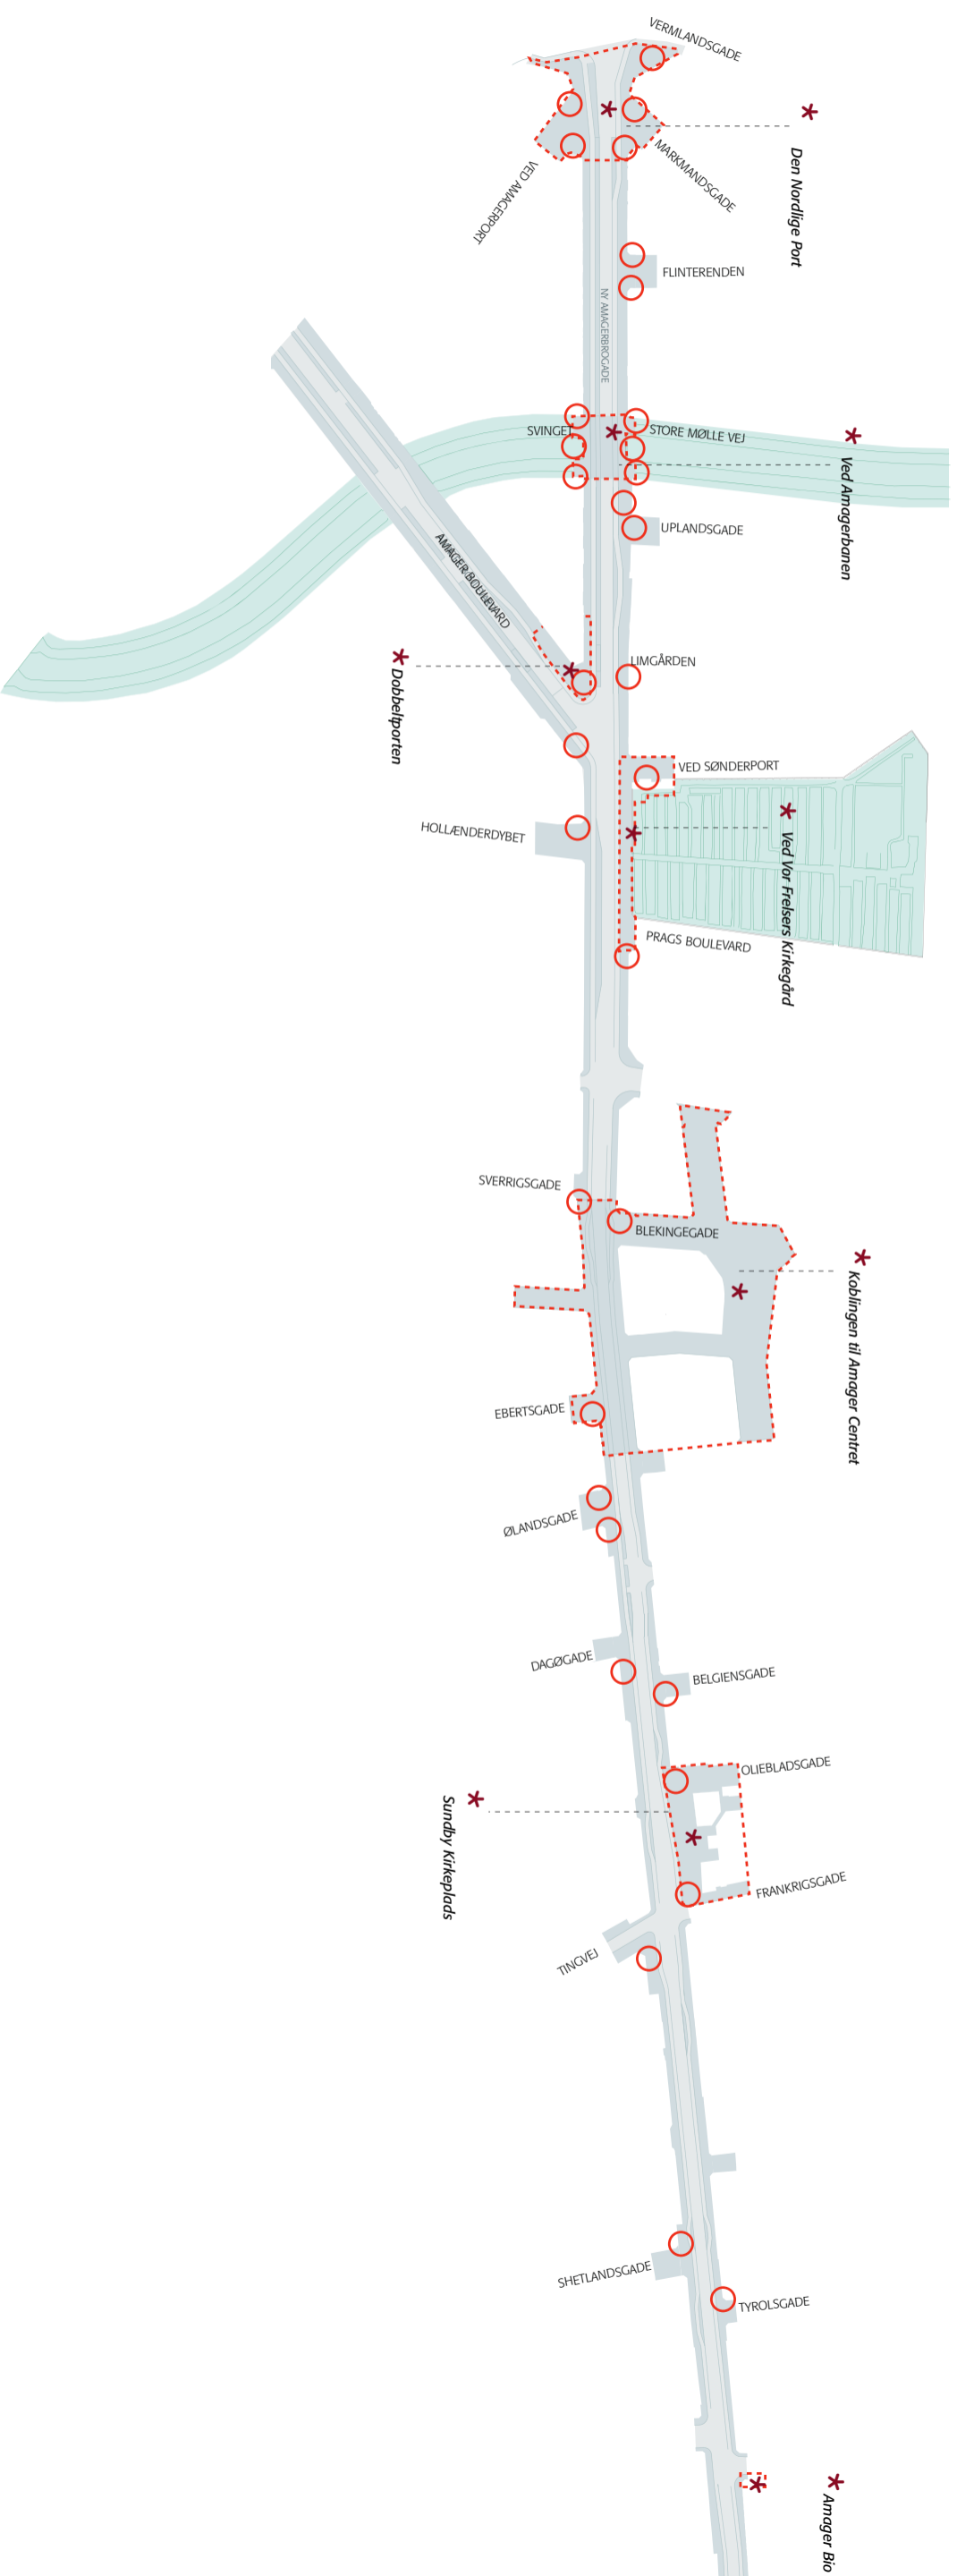 VERMLANDSGADE
Den Nordlige Port
MARKMANDSGADE
VED AMAGERPORT
FLINTERENDEN
NY AMAGERBROGADE
SVINGET
STORE MØLLE VEJ
Ved Amagerbanen
UPLANDSGADE
AMAGER BOULEVARD
LIMGÅRDEN
Dobbeltporten
VED SØNDERPORT
HOLLÆNDERDYBET
Ved Vor Frelsers Kirkegård
PRAGS BOULEVARD
SVERRIGSGADE
BLEKINGEGADE
Koblingen til Amager Centret
EBERTSGADE
ØLANDSGADE
DAGØGADE
BELGIENSGADE
OLIEBLADSGADE
Sundby Kirkeplads
FRANKRIGSGADE
TINGVEJ
SHETLANDSGADE
TYROLSGADE
Amager Bio